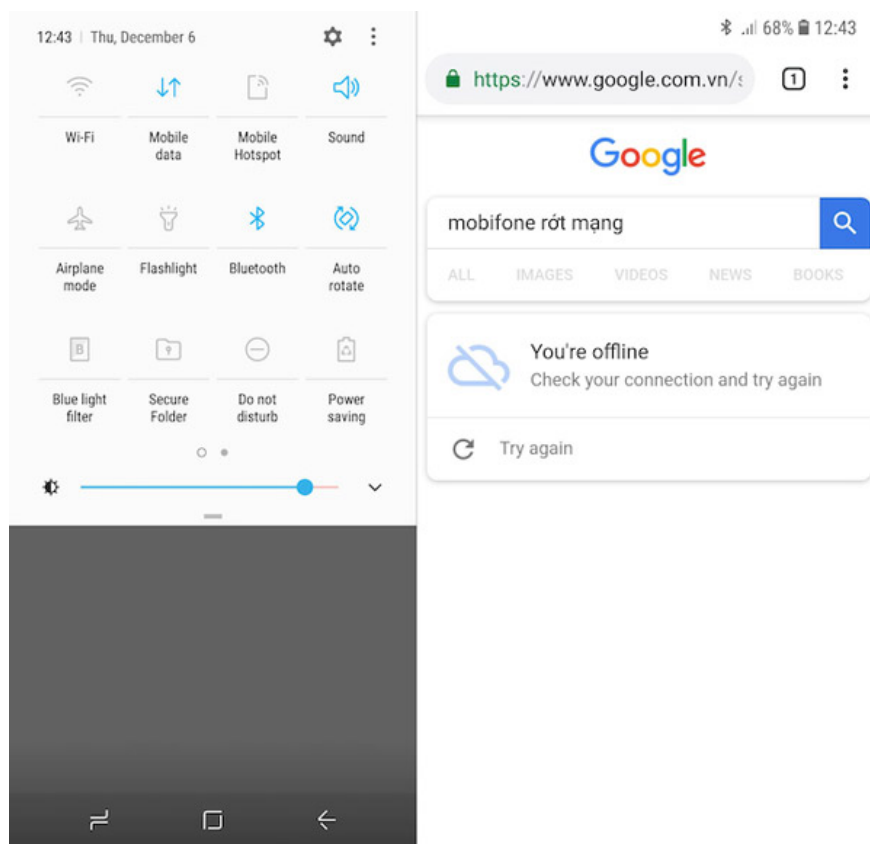 12:43 | Thu, December 6
Wi-Fi
Mobile
data
Mobile
Hotspot
Sound
Airplane
mode
Flashlight
Bluetooth
Auto
rotate
B
Blue light
filter
Secure
Folder
Do not
disturb
Power
saving
68% 12:43
https://www.google.com.vn/s
1
Google
mobifone rớt mạng
ALL IMAGES VIDEOS NEWS BOOKS
You're offline
Check your connection and try again
Try again